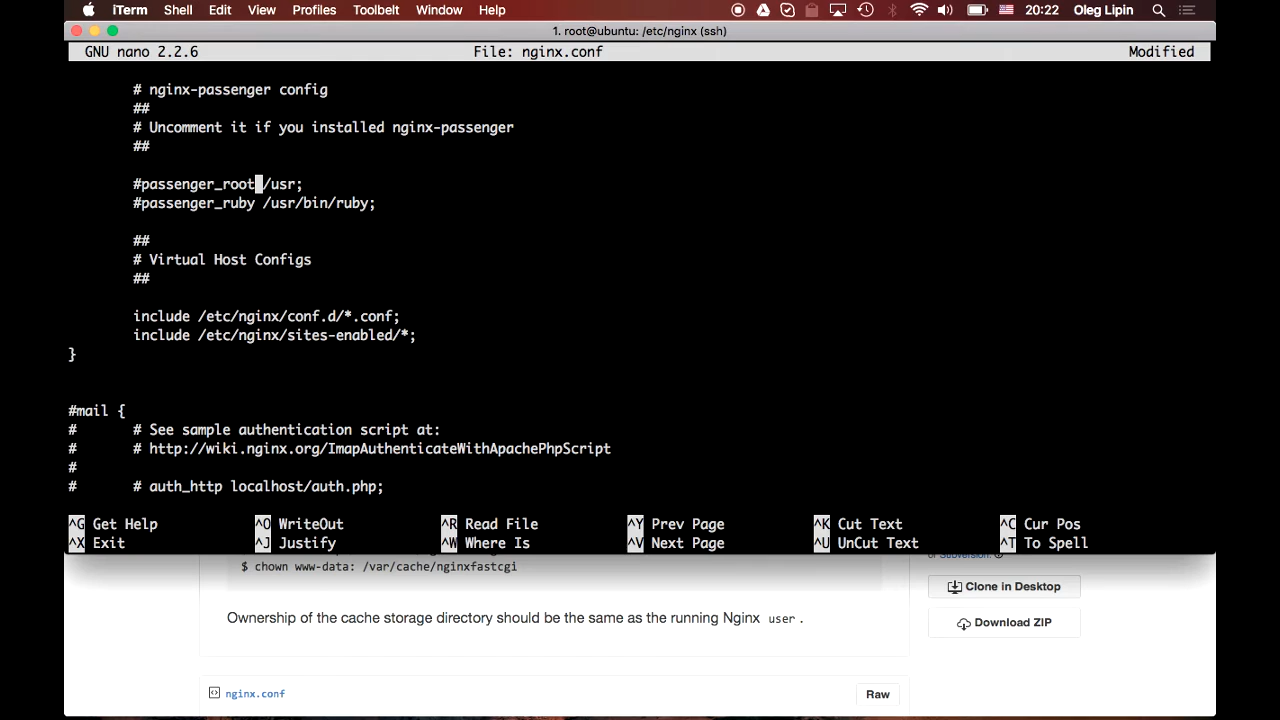 iTerm Shell Edit View Profiles Toolbelt Window Help 20:22 Oleg Lipin
1. root@ubuntu: /etc/nginx (ssh)
GNU nano 2.2.6 File: nginx.conf Modified
# nginx-passenger config
##
# Uncomment it if you installed nginx-passenger
##
#passenger_root /usr;
#passenger_ruby /usr/bin/ruby;
##
# Virtual Host Configs
##
include /etc/nginx/conf.d/*.conf;
include /etc/nginx/sites-enabled/*;
}
#mail {
# # See sample authentication script at:
# # http://wiki.nginx.org/ImapAuthenticateWithApachePhpScript
#
# # auth_http localhost/auth.php;
^G Get Help ^O WriteOut ^R Read File ^Y Prev Page ^K Cut Text ^C Cur Pos
^X Exit ^J Justify ^W Where Is ^V Next Page ^U UnCut Text ^T To Spell
or Subversion.
$ chown www-data: /var/cache/nginxfastcgi
Clone in Desktop
Ownership of the cache storage directory should be the same as the running Nginx user .
Download ZIP
nginx.conf Raw